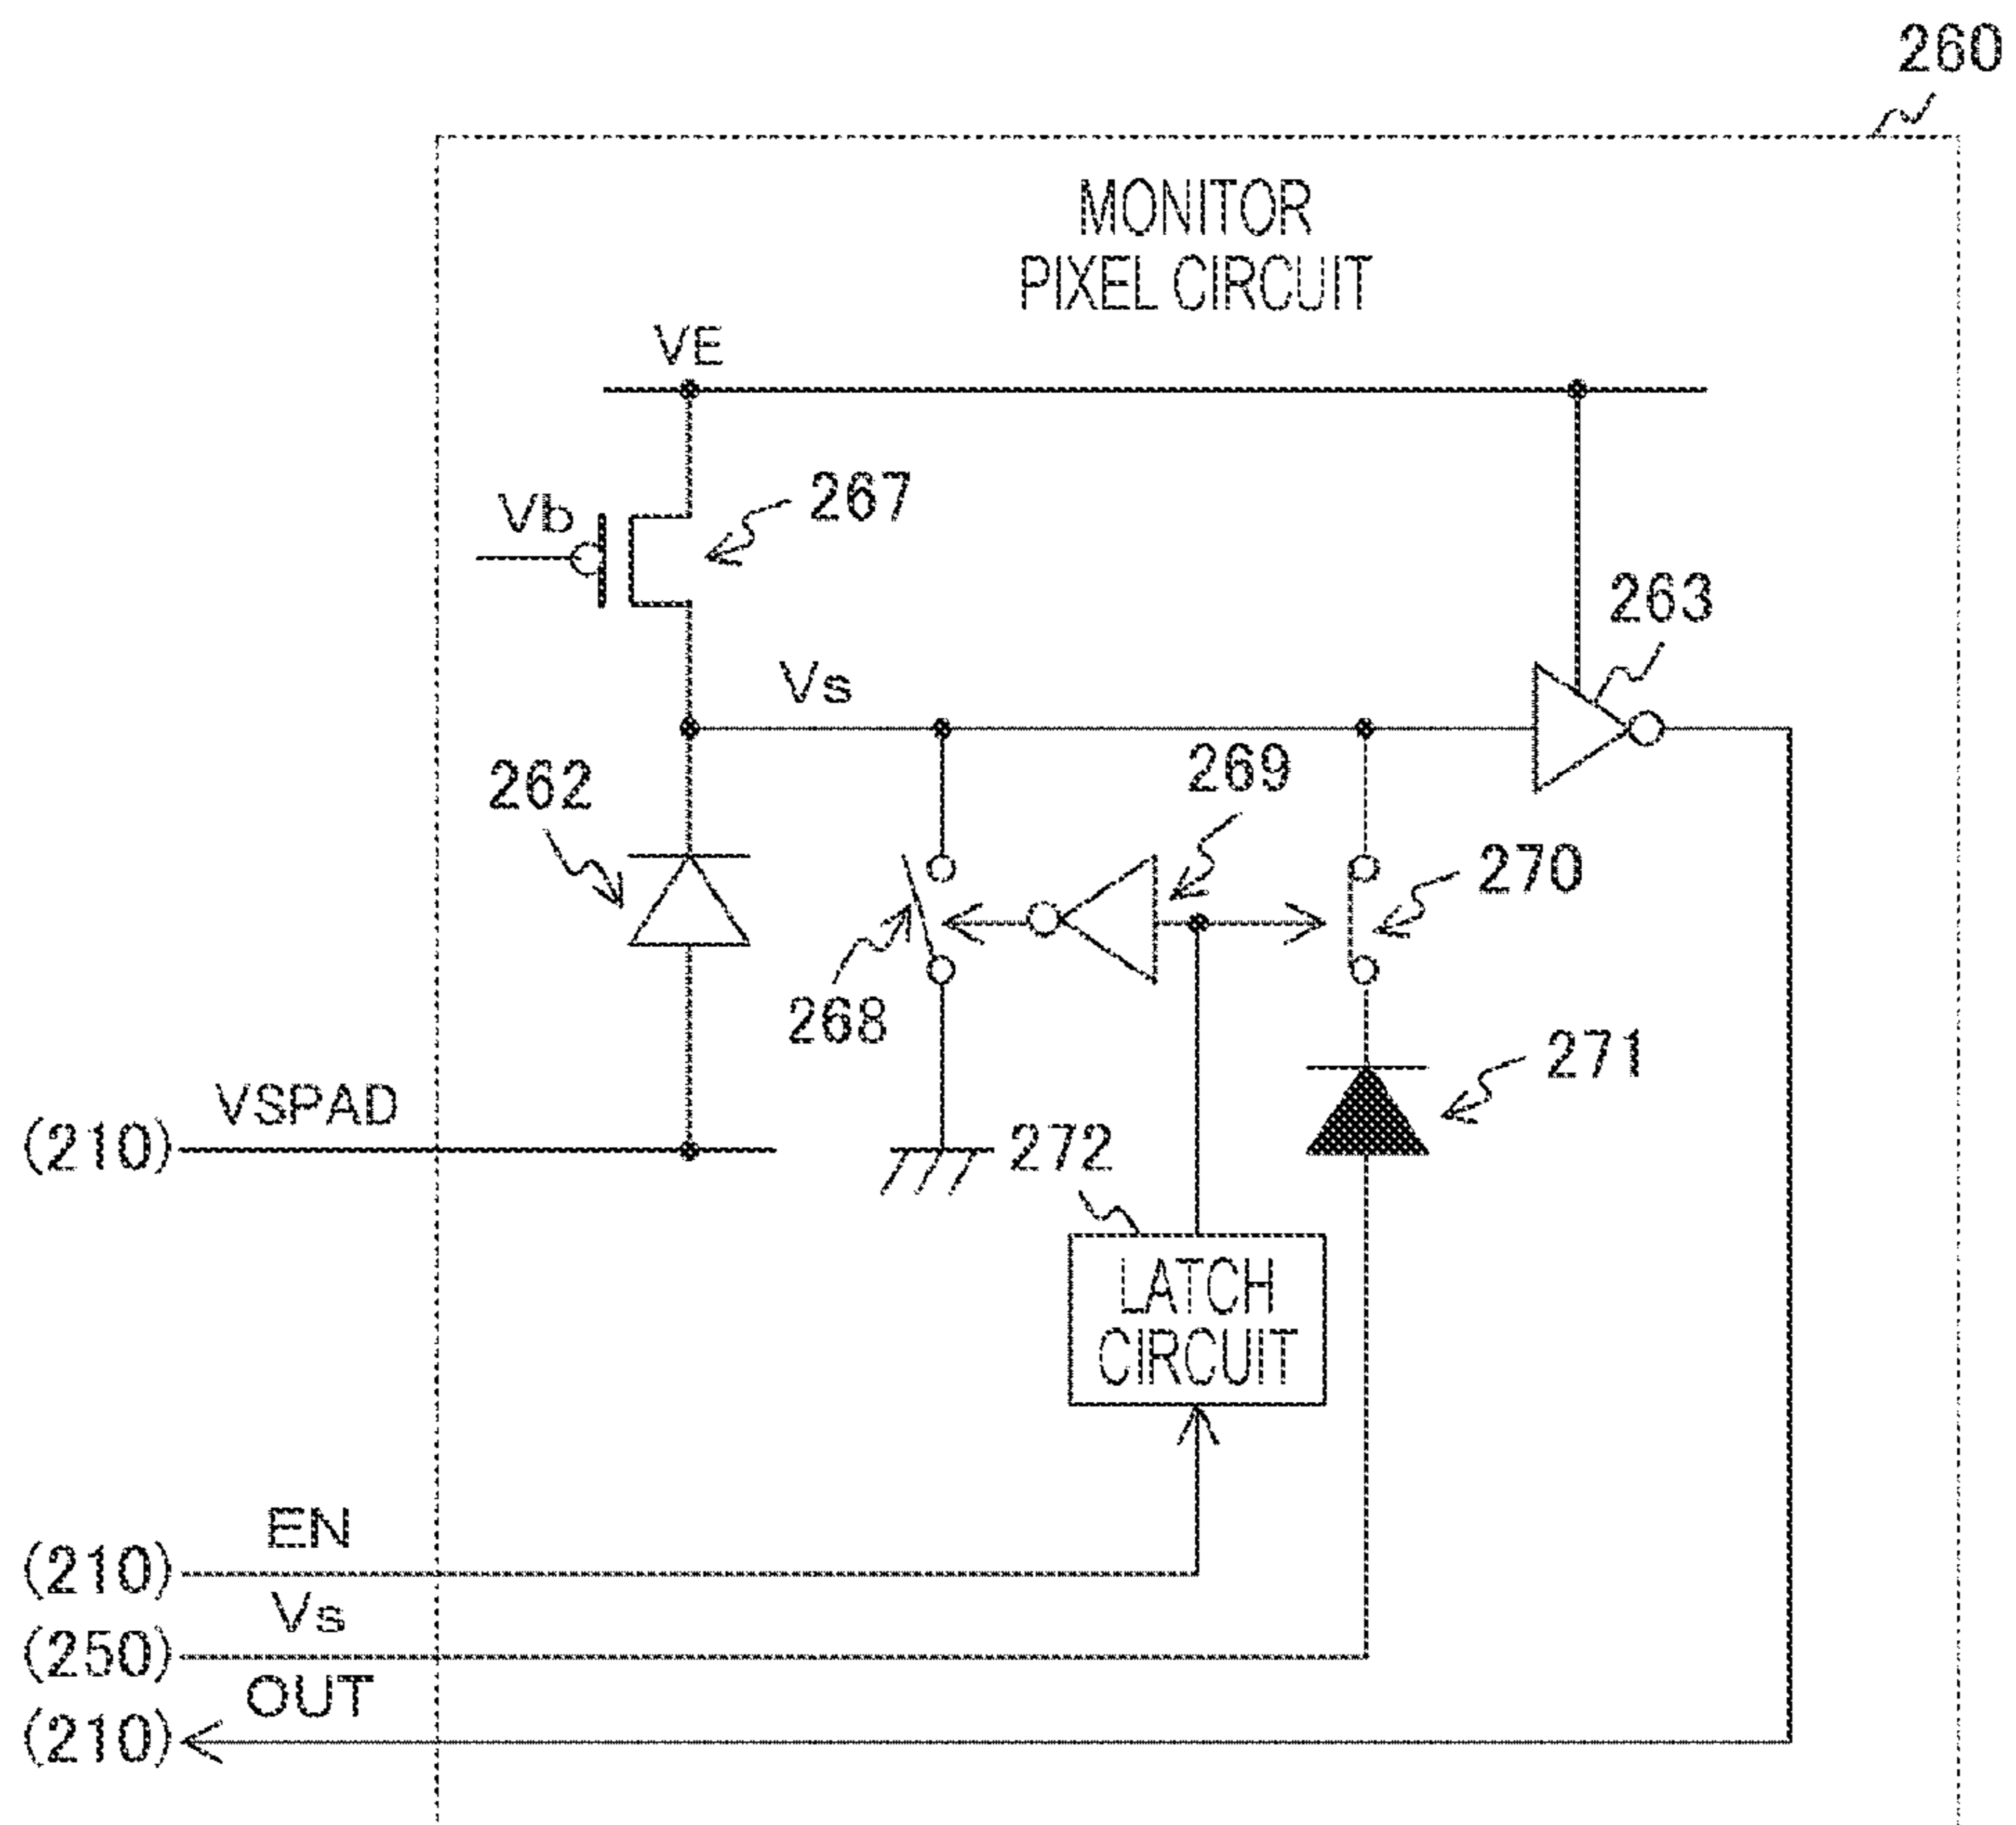 260
MONITOR
PIXEL CIRCUIT
VE
Vb
267
263
Vs
262
269
270
268
271
VSPAD
(210)
272
LATCH
CIRCUIT
EN
(210)
Vs
(250)
OUT
(210)